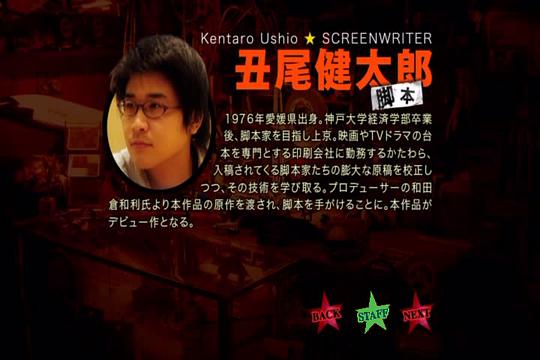 Kentaro Ushio ★ SCREENWRITER
丑尾健太郎
脚本
1976年愛媛県出身。神戸大学経済学部卒業
後、脚本家を目指し上京。映画やTVドラマの台
本を専門とする印刷会社に勤務するかたわら、
入稿されてくる脚本家たちの膨大な原稿を校正し
つつ、その技術を学び取る。プロデューサーの和田
倉和利氏より本作品の原作を渡され、脚本を手がけることに。本作品が
デビュー作となる。
BACK STAFF NEXT